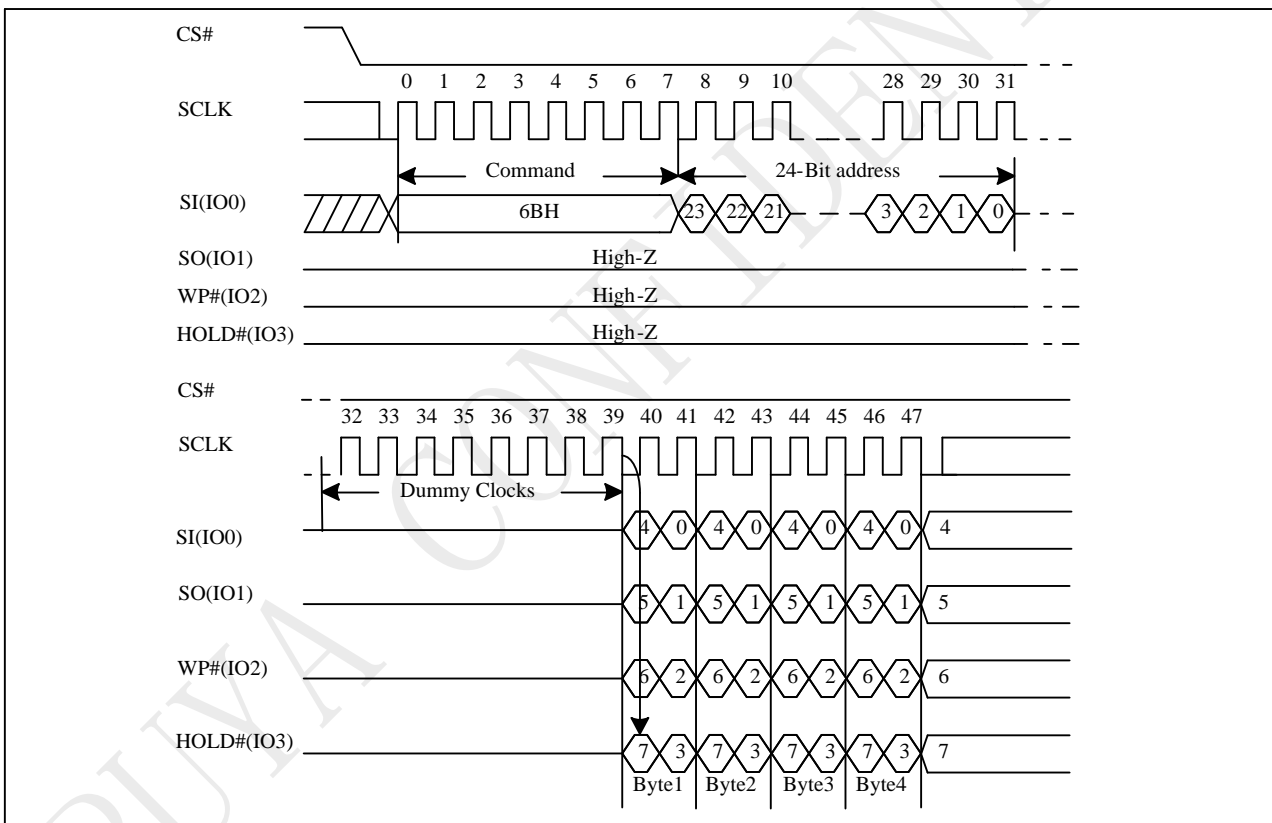 CS#
0 1 2 3 4 5 6 7 8 9 10 28 29 30 31
SCLK
Command 24-Bit address
SI(IO0) 6BH 23 22 21 3 2 1 0
SO(IO1) High-Z
WP#(IO2) High-Z
HOLD#(IO3) High-Z
CS#
32 33 34 35 36 37 38 39 40 41 42 43 44 45 46 47
SCLK
Dummy Clocks
SI(IO0) 4 0 4 0 4 0 4 0 4
SO(IO1) 5 1 5 1 5 1 5 1 5
WP#(IO2) 6 2 6 2 6 2 6 2 6
HOLD#(IO3) 7 3 7 3 7 3 7 3 7
Byte1 Byte2 Byte3 Byte4
PUYA CONFIDEN